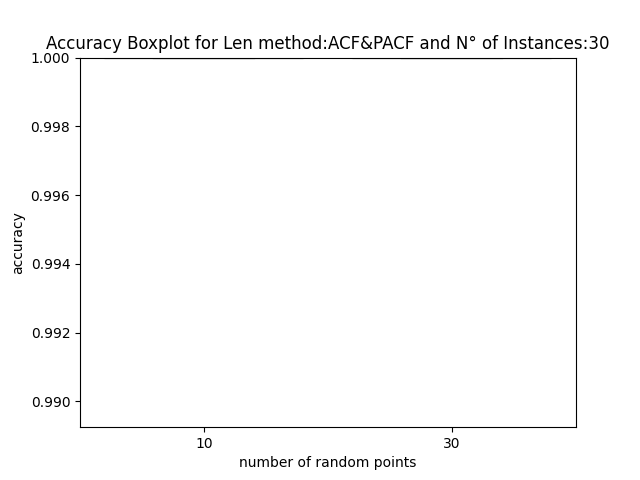 Accuracy Boxplot for Len method:ACF&PACF and N° of Instances:30
1.000
0.998
0.996
0.994
0.992
0.990
accuracy
10 30
number of random points